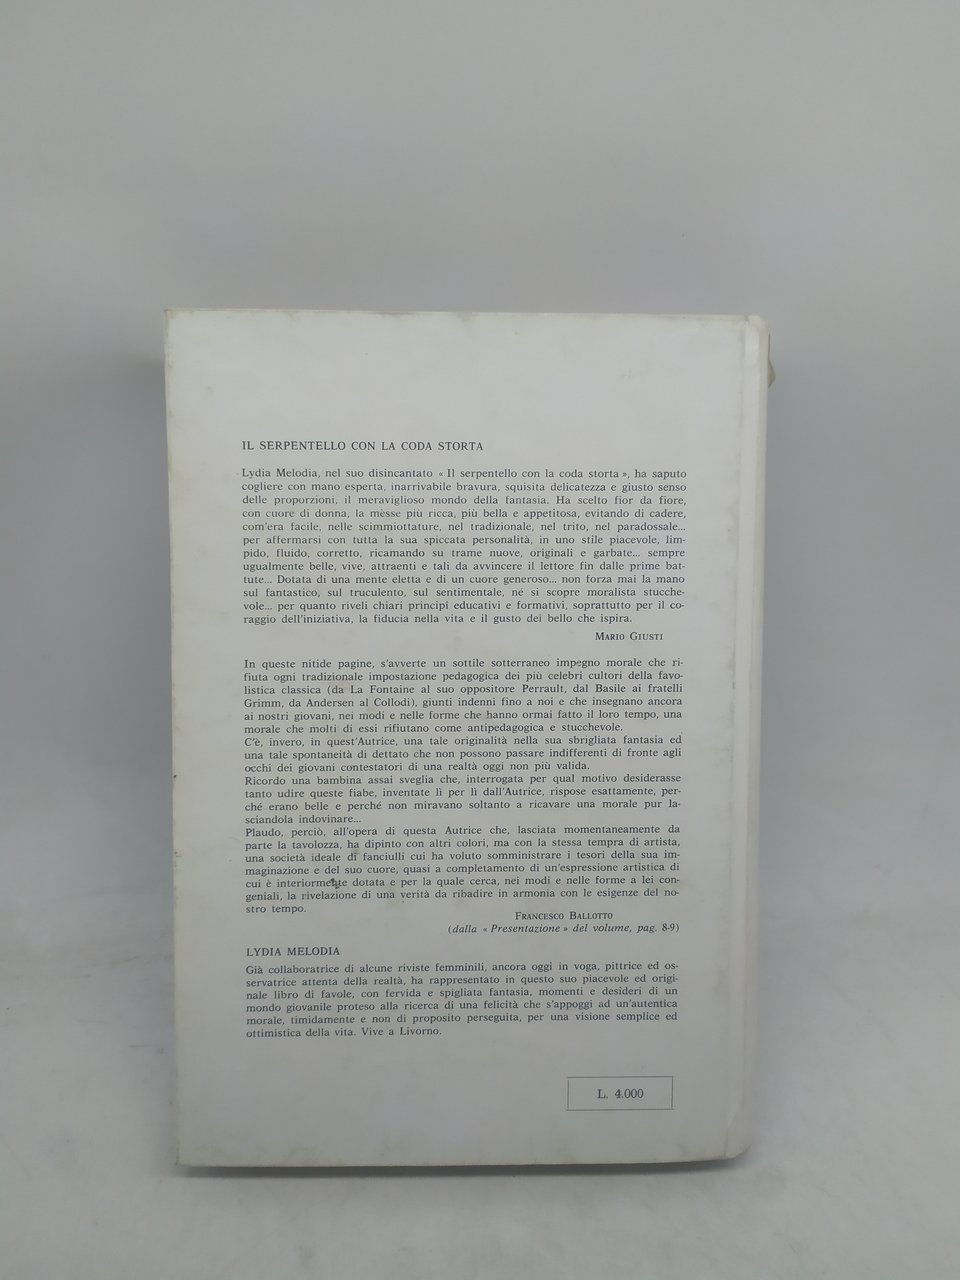 IL SERPENTELLO CON LA CODA STORTA
Lydia Melodia, nel suo disincantato « Il serpentello con la coda storta », ha saputo
cogliere con mano esperta, inarrivabile bravura, squisita delicatezza e giusto senso
delle proporzioni, il meraviglioso mondo della fantasia. Ha scelto fior da fiore,
con cuore di donna, la mèsse più ricca, più bella e appetitosa, evitando di cadere,
com'era facile, nelle scimmiottature, nel tradizionale, nel trito, nel paradossale...
per affermarsi con tutta la sua spiccata personalità, in uno stile piacevole, lim-
pido, fluido, corretto, ricamando su trame nuove, originali e garbate... sempre
ugualmente belle, vive, attraenti e tali da avvincere il lettore fin dalle prime bat-
tute... Dotata di una mente eletta e di un cuore generoso... non forza mai la mano
sul fantastico, sul truculento, sul sentimentale, né si scopre moralista stucche-
vole... per quanto riveli chiari principi educativi e formativi, soprattutto per il co-
raggio dell'iniziativa, la fiducia nella vita e il gusto del bello che ispira.
MARIO GIUSTI
In queste nitide pagine, s'avverte un sottile sotterraneo impegno morale che ri-
fiuta ogni tradizionale impostazione pedagogica dei più celebri cultori della favo-
listica classica (da La Fontaine al suo oppositore Perrault, dal Basile ai fratelli
Grimm, da Andersen al Collodi), giunti indenni fino a noi e che insegnano ancora
ai nostri giovani, nei modi e nelle forme che hanno ormai fatto il loro tempo, una
morale che molti di essi rifiutano come antipedagogica e stucchevole.
C'è, invero, in quest'Autrice, una tale originalità nella sua sbrigliata fantasia ed
una tale spontaneità di dettato che non possono passare indifferenti di fronte agli
occhi dei giovani contestatori di una realtà oggi non più valida.
Ricordo una bambina assai sveglia che, interrogata per qual motivo desiderasse
tanto udire queste fiabe, inventate lì per lì dall'Autrice, rispose esattamente, per-
ché erano belle e perché non miravano soltanto a ricavare una morale pur la-
sciandola indovinare...
Plaudo, perciò, all'opera di questa Autrice che, lasciata momentaneamente da
parte la tavolozza, ha dipinto con altri colori, ma con la stessa tempra di artista,
una società ideale di fanciulli cui ha voluto somministrare i tesori della sua im-
maginazione e del suo cuore, quasi a completamento di un'espressione artistica di
cui è interiormente dotata e per la quale cerca, nei modi e nelle forme a lei con-
geniali, la rivelazione di una verità da ribadire in armonia con le esigenze del no-
stro tempo.
FRANCESCO BALLOTTO
(dalla « Presentazione » del volume, pag. 8-9)
LYDIA MELODIA
Già collaboratrice di alcune riviste femminili, ancora oggi in voga, pittrice ed os-
servatrice attenta della realtà, ha rappresentato in questo suo piacevole ed origi-
nale libro di favole, con fervida e spigliata fantasia, momenti e desideri di un
mondo giovanile proteso alla ricerca di una felicità che s'appoggi ad un'autentica
morale, timidamente e non di proposito perseguita, per una visione semplice ed
ottimistica della vita. Vive a Livorno.
L. 4.000